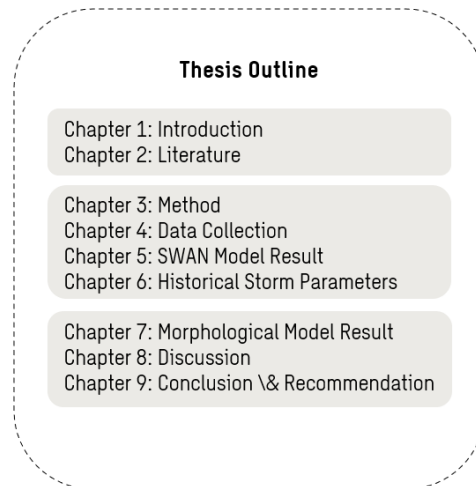 Thesis Outline
Chapter 1: Introduction
Chapter 2: Literature
Chapter 3: Method
Chapter 4: Data Collection
Chapter 5: SWAN Model Result
Chapter 6: Historical Storm Parameters
Chapter 7: Morphological Model Result
Chapter 8: Discussion
Chapter 9: Conclusion \& Recommendation